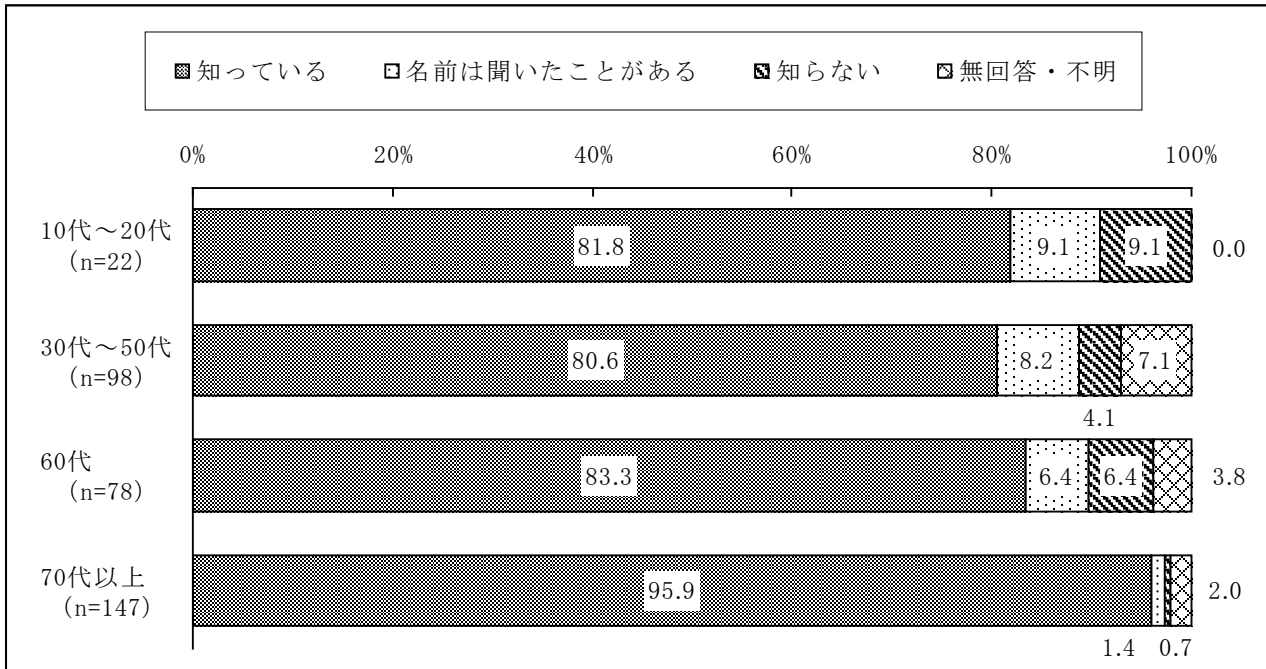 知っている 名前は聞いたことがある 知らない 無回答・不明
0% 20% 40% 60% 80% 100%
10代～20代
（n=22）
81.8 9.1 9.1 0.0
30代～50代
（n=98）
80.6 8.2 7.1
4.1
60代
（n=78）
83.3 6.4 6.4 3.8
70代以上
（n=147）
95.9 2.0
1.4 0.7